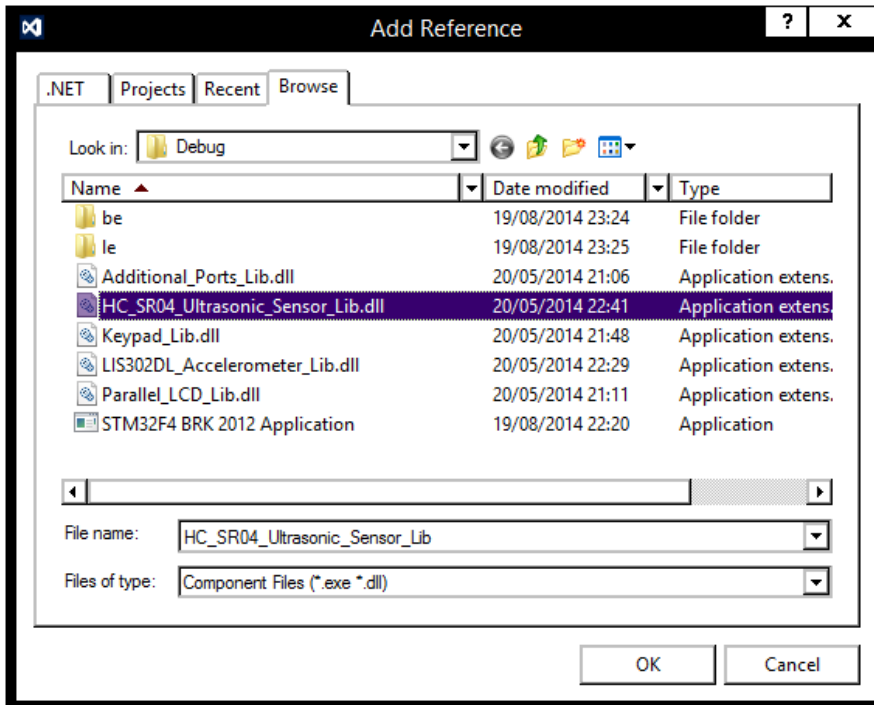 Add Reference
? x
.NET Projects Recent Browse
Look in: Debug
Name Date modified Type
be 19/08/2014 23:24 File folder
le 19/08/2014 23:25 File folder
Additional_Ports_Lib.dll 20/05/2014 21:06 Application extens.
HC_SR04_Ultrasonic_Sensor_Lib.dll 20/05/2014 22:41 Application extens.
Keypad_Lib.dll 20/05/2014 21:48 Application extens.
LIS302DL_Accelerometer_Lib.dll 20/05/2014 22:29 Application extens.
Parallel_LCD_Lib.dll 20/05/2014 21:11 Application extens.
STM32F4 BRK 2012 Application 19/08/2014 22:20 Application
File name: HC_SR04_Ultrasonic_Sensor_Lib
Files of type: Component Files (*.exe *.dll)
OK Cancel